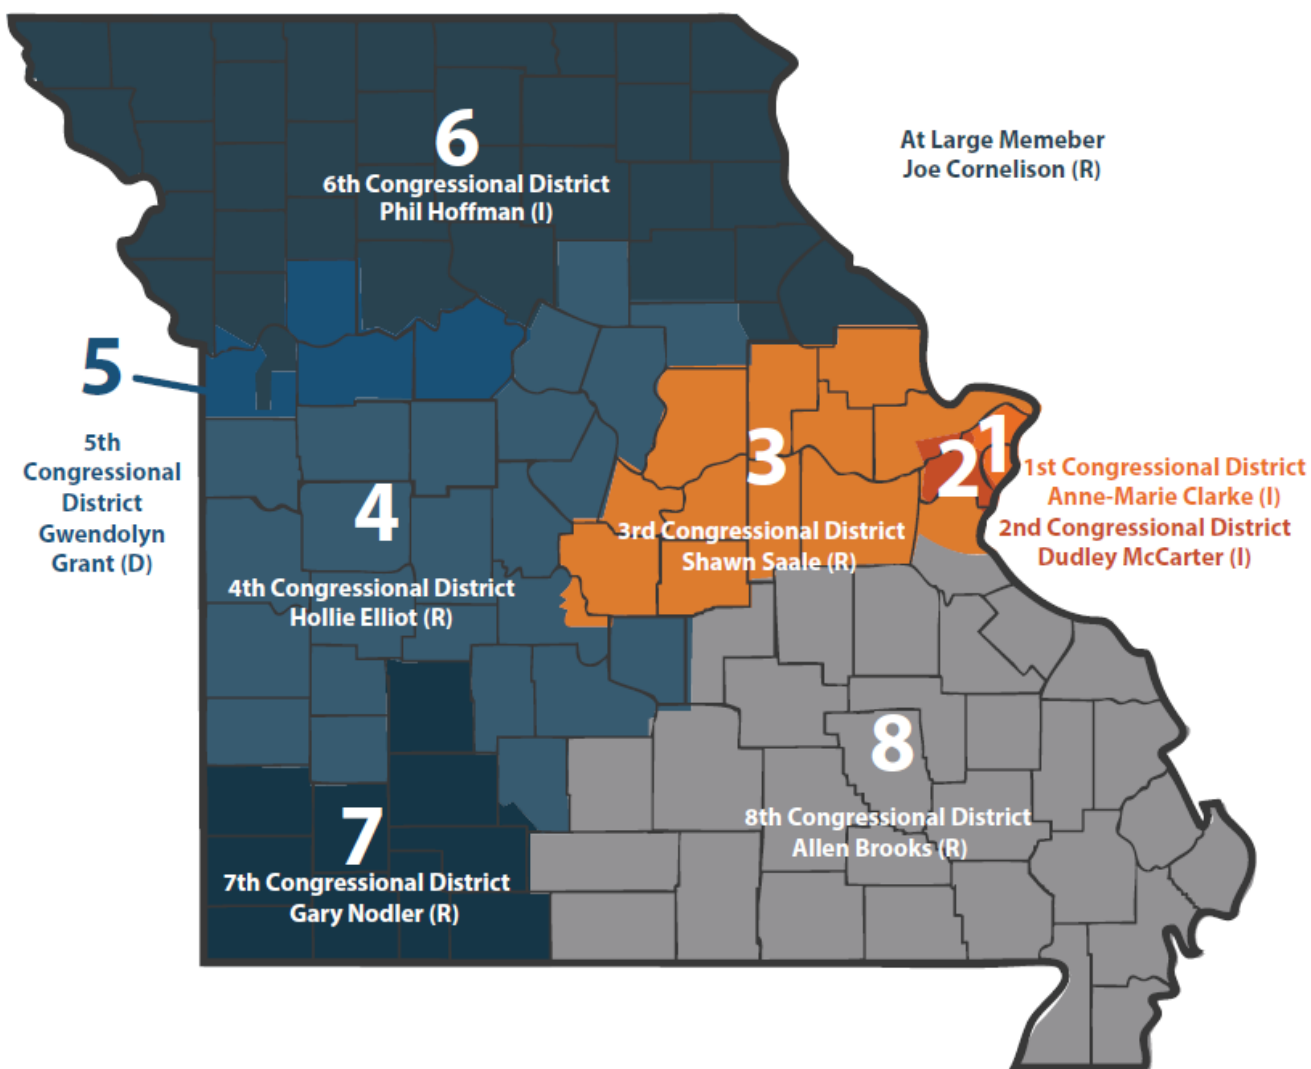 6
6th Congressional District
Phil Hoffman (I)
At Large Memeber
Joe Cornelison (R)
5
5th
Congressional
District
Gwendolyn
Grant (D)
4
4th Congressional District
Hollie Elliot (R)
3
3rd Congressional District
Shawn Saale (R)
1
2
1st Congressional District
Anne-Marie Clarke (I)
2nd Congressional District
Dudley McCarter (I)
7
7th Congressional District
Gary Nodler (R)
8
8th Congressional District
Allen Brooks (R)